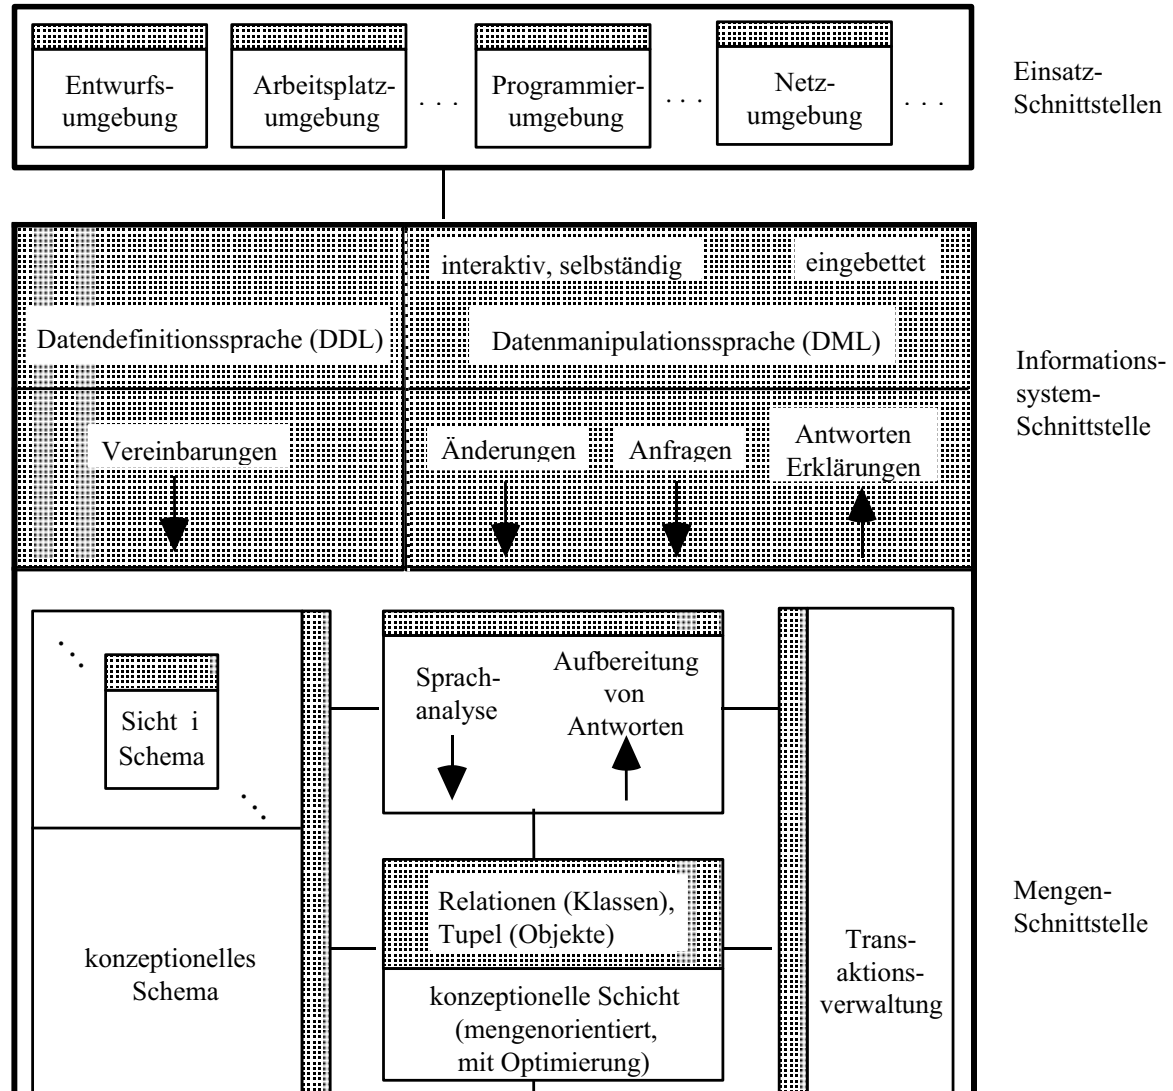 Entwurfs-
umgebung
Arbeitsplatz-
umgebung
. . .
Programmier-
umgebung
. . .
Netz-
umgebung
. . .
Einsatz-
Schnittstellen
interaktiv, selbständig
eingebettet
Datendefinitionssprache (DDL)
Datenmanipulationssprache (DML)
Informations-
system-
Schnittstelle
Vereinbarungen
Änderungen
Anfragen
Antworten
Erklärungen
Sicht i
Schema
Sprach-
analyse
Aufbereitung
von
Antworten
konzeptionelles
Schema
Relationen (Klassen),
Tupel (Objekte)
konzeptionelle Schicht
(mengenorientiert,
mit Optimierung)
Trans-
aktions-
verwaltung
Mengen-
Schnittstelle